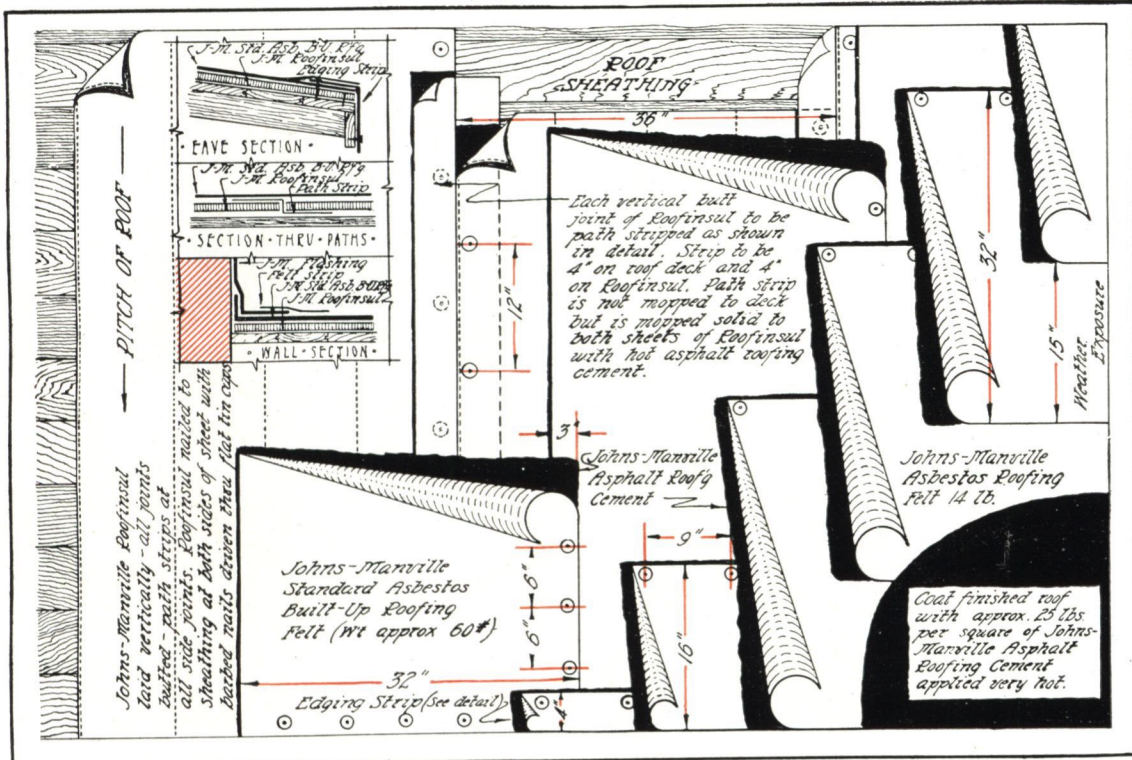 J-M. Std. Asb. B-U. Rfg
J-M. Roofinsul
Edging Strip
· EAVE SECTION ·
J-M. Std. Asb. B-U. Rfg
J-M. Roofinsul
Path Strip
· SECTION · THRU · PATHS ·
J-M. Flashing
Felt Strip
J-M Std Asb B-U Rfg
J-M Roofinsul
· WALL · SECTION ·
PITCH OF ROOF
Johns-Manville Roofinsul
laid vertically - all joints
butted - path strips at
all side joints. Roofinsul nailed to
sheathing at both sides of sheet with
barbed nails driven thru flat tin caps
ROOF
SHEATHING
36"
Each vertical butt
joint of Roofinsul to be
path stripped as shown
in detail. Strip to be
4" on roof deck and 4"
on Roofinsul. Path strip
is not mopped to deck
but is mopped solid to
both sheets of Roofinsul
with hot asphalt roofing
cement.
12"
32"
15"
Weather
Exposure
3"
Johns-Manville
Asphalt Roof'g
Cement
Johns-Manville
Asbestos Roofing
Felt 14 lb.
9"
Johns-Manville
Standard Asbestos
Built-Up Roofing
Felt (Wt approx 60#)
6"
6"
16"
32"
Edging Strip (see detail)
4"
Coat finished roof
with approx. 25 lbs.
per square of Johns-
Manville Asphalt
Roofing Cement
applied very hot.